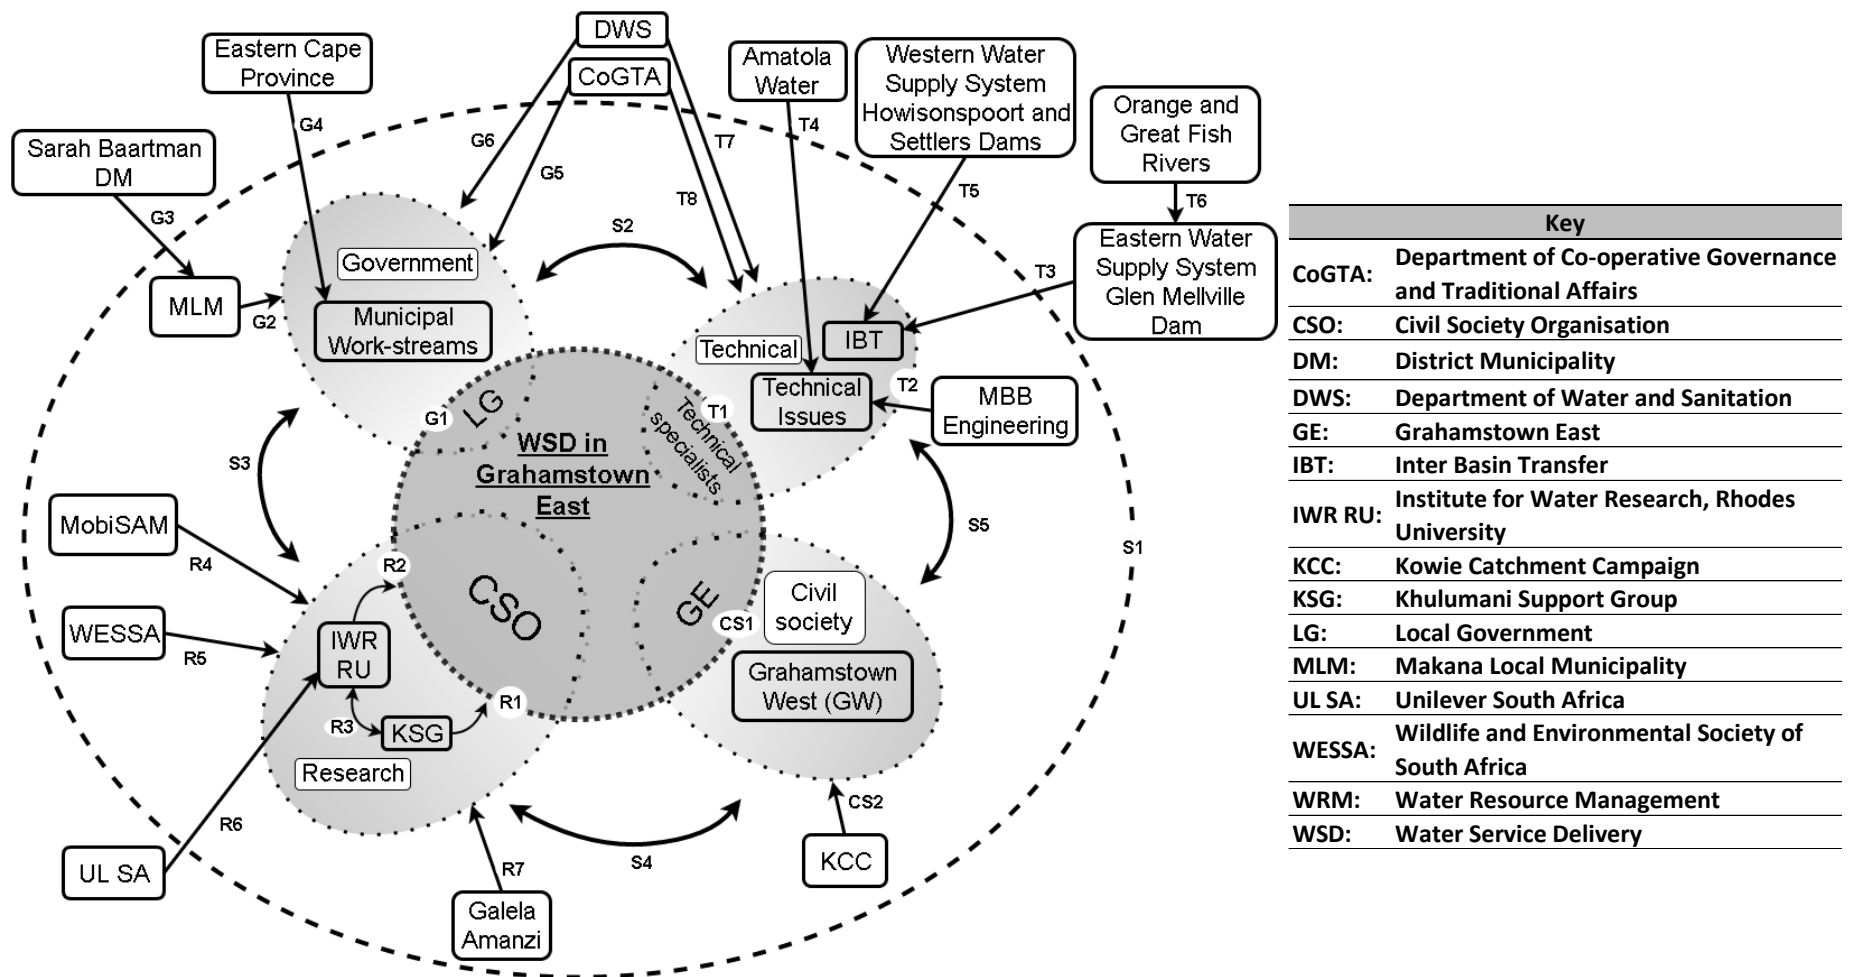 DWS
CoGTA
Eastern Cape
Province
Amatola
Water
Western Water
Supply System
Howisonspoort and
Settlers Dams
Orange and
Great Fish
Rivers
Sarah Baartman
DM
G4
G6
G5
T7
T8
T4
T5
T6
G3
S2
Government
MLM
G2
Municipal
Work-streams
Eastern Water
Supply System
Glen Mellville
Dam
T3
IBT
Technical
Technical
Issues
T2
MBB
Engineering
G1
LG
T1
Technical
specialists
WSD in
Grahamstown
East
S3
S5
S1
MobiSAM
R4
R2
CSO
GE
CS1
Civil
society
WESSA
R5
IWR
RU
Grahamstown
West (GW)
R1
R3
KSG
Research
R6
UL SA
R7
Galela
Amanzi
S4
CS2
KCC
Key
CoGTA: Department of Co-operative Governance
and Traditional Affairs
CSO: Civil Society Organisation
DM: District Municipality
DWS: Department of Water and Sanitation
GE: Grahamstown East
IBT: Inter Basin Transfer
IWR RU: Institute for Water Research, Rhodes
University
KCC: Kowie Catchment Campaign
KSG: Khulumani Support Group
LG: Local Government
MLM: Makana Local Municipality
UL SA: Unilever South Africa
WESSA: Wildlife and Environmental Society of
South Africa
WRM: Water Resource Management
WSD: Water Service Delivery